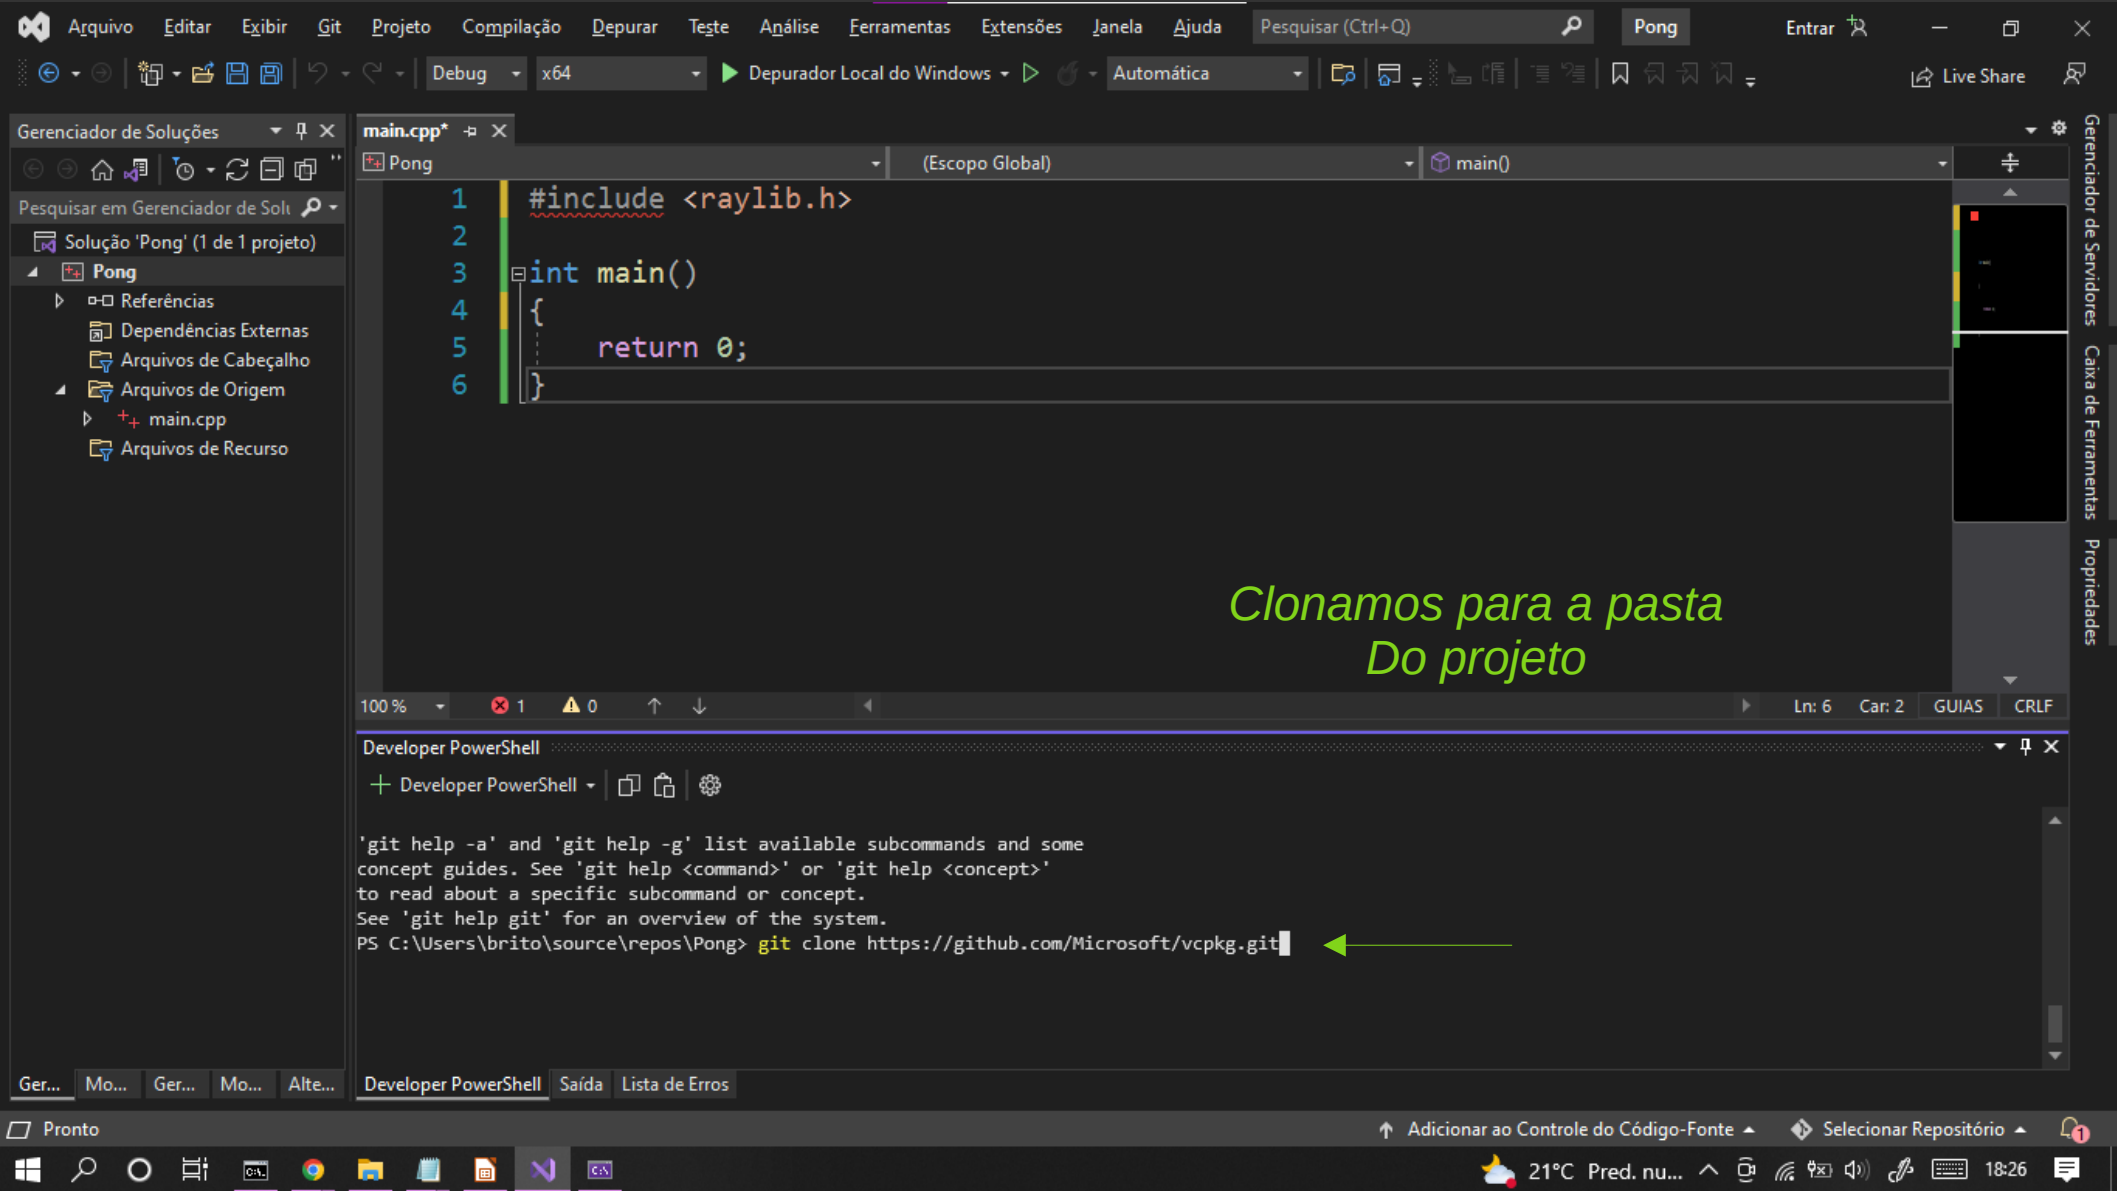 Arquivo Editar Exibir Git Projeto Compilação Depurar Teste Análise Ferramentas Extensões Janela Ajuda Pesquisar (Ctrl+Q) Pong Entrar
Debug x64 Depurador Local do Windows Automática Live Share
Gerenciador de Soluções
Pesquisar em Gerenciador de Solu
Solução 'Pong' (1 de 1 projeto)
Pong
Referências
Dependências Externas
Arquivos de Cabeçalho
Arquivos de Origem
main.cpp
Arquivos de Recurso
Ger... Mo... Ger... Mo... Alte...
main.cpp*
Pong (Escopo Global) main()
1 #include <raylib.h>
2
3 int main()
4 {
5 return 0;
6 }
Clonamos para a pasta
Do projeto
100 % 1 0 Ln: 6 Car: 2 GUIAS CRLF
Developer PowerShell
Developer PowerShell
'git help -a' and 'git help -g' list available subcommands and some
concept guides. See 'git help <command>' or 'git help <concept>'
to read about a specific subcommand or concept.
See 'git help git' for an overview of the system.
PS C:\Users\brito\source\repos\Pong> git clone https://github.com/Microsoft/vcpkg.git
Developer PowerShell Saída Lista de Erros
Gerenciador de Servidores
Caixa de Ferramentas
Propriedades
Pronto Adicionar ao Controle do Código-Fonte Selecionar Repositório 1
21°C Pred. nu... 18:26